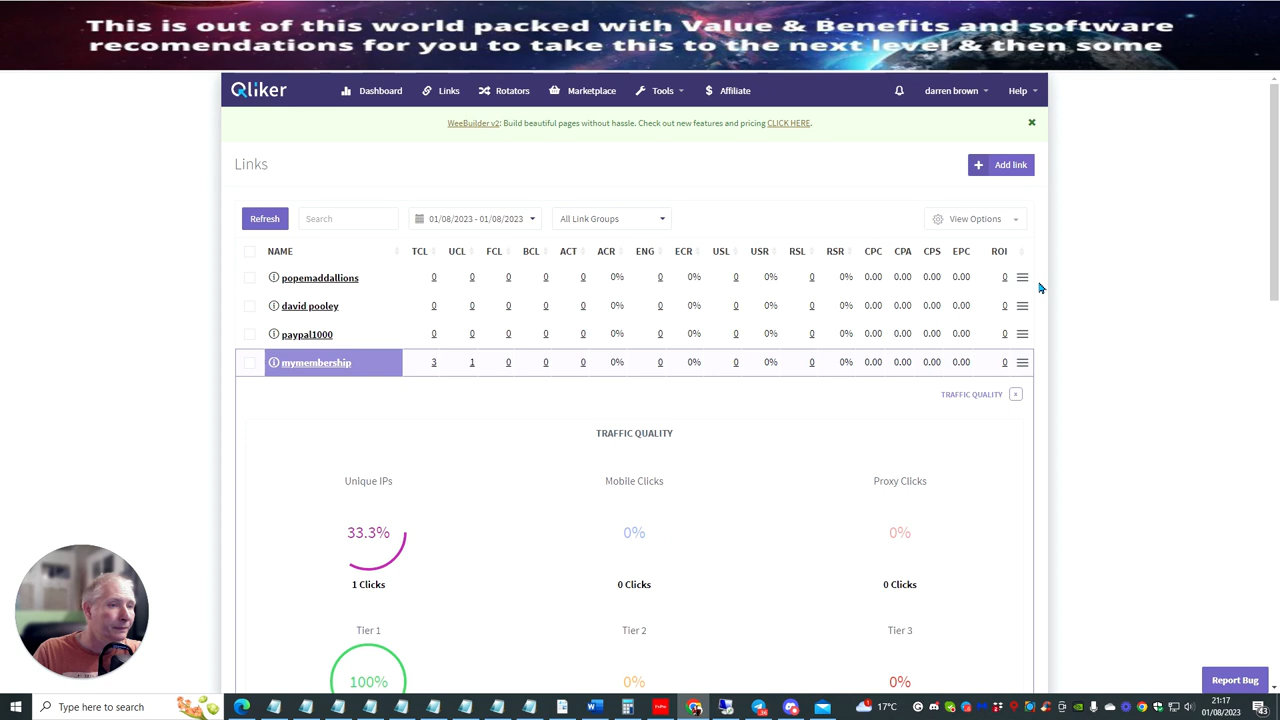 This is out of this world packed with Value & Benefits and software
recomendations for you to take this to the next level & then some
Qliker
Dashboard Links Rotators Marketplace Tools $ Affiliate darren brown Help
WeeBuilder v2: Build beautiful pages without hassle. Check out new features and pricing CLICK HERE.
Links
+ Add link
Refresh Search 01/08/2023 - 01/08/2023 All Link Groups View Options
NAME TCL UCL FCL BCL ACT ACR ENG ECR USL USR RSL RSR CPC CPA CPS EPC ROI
popemaddallions 0 0 0 0 0 0% 0 0% 0 0% 0 0% 0.00 0.00 0.00 0.00 0
david pooley 0 0 0 0 0 0% 0 0% 0 0% 0 0% 0.00 0.00 0.00 0.00 0
paypal1000 0 0 0 0 0 0% 0 0% 0 0% 0 0% 0.00 0.00 0.00 0.00 0
mymembership 3 1 0 0 0 0% 0 0% 0 0% 0 0% 0.00 0.00 0.00 0.00 0
TRAFFIC QUALITY x
TRAFFIC QUALITY
Unique IPs Mobile Clicks Proxy Clicks
33.3% 0% 0%
1 Clicks 0 Clicks 0 Clicks
Tier 1 Tier 2 Tier 3
100% 0% 0%
Report Bug
Type here to search 17°C 21:17
01/08/2023